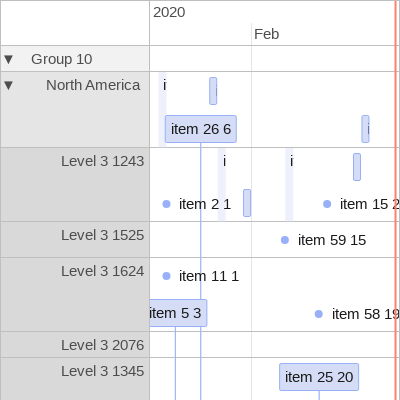 2020
Feb
▼ Group 10
▼ North America
i
i
item 26 6
i
Level 3 1243
i
i
item 2 1
item 15 2
Level 3 1525
item 59 15
Level 3 1624
item 11 1
item 5 3
item 58 19
Level 3 2076
Level 3 1345
item 25 20